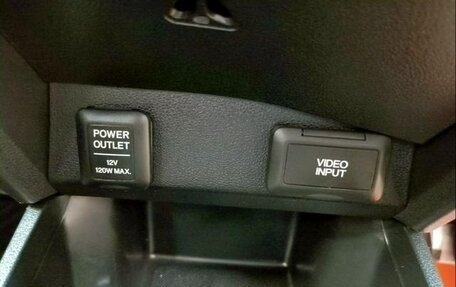 POWER
OUTLET
12V
120W MAX.
VIDEO
INPUT